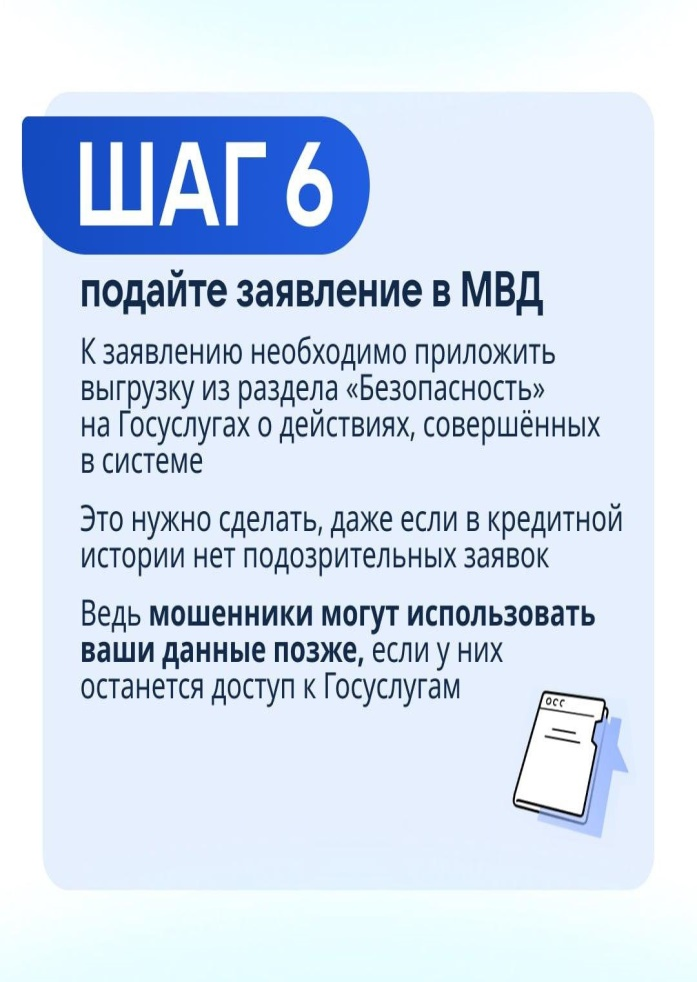 ШАГ 6
подайте заявление в МВД
К заявлению необходимо приложить
выгрузку из раздела «Безопасность»
на Госуслугах о действиях, совершённых
в системе
Это нужно сделать, даже если в кредитной
истории нет подозрительных заявок
Ведь мошенники могут использовать
ваши данные позже, если у них
останется доступ к Госуслугам